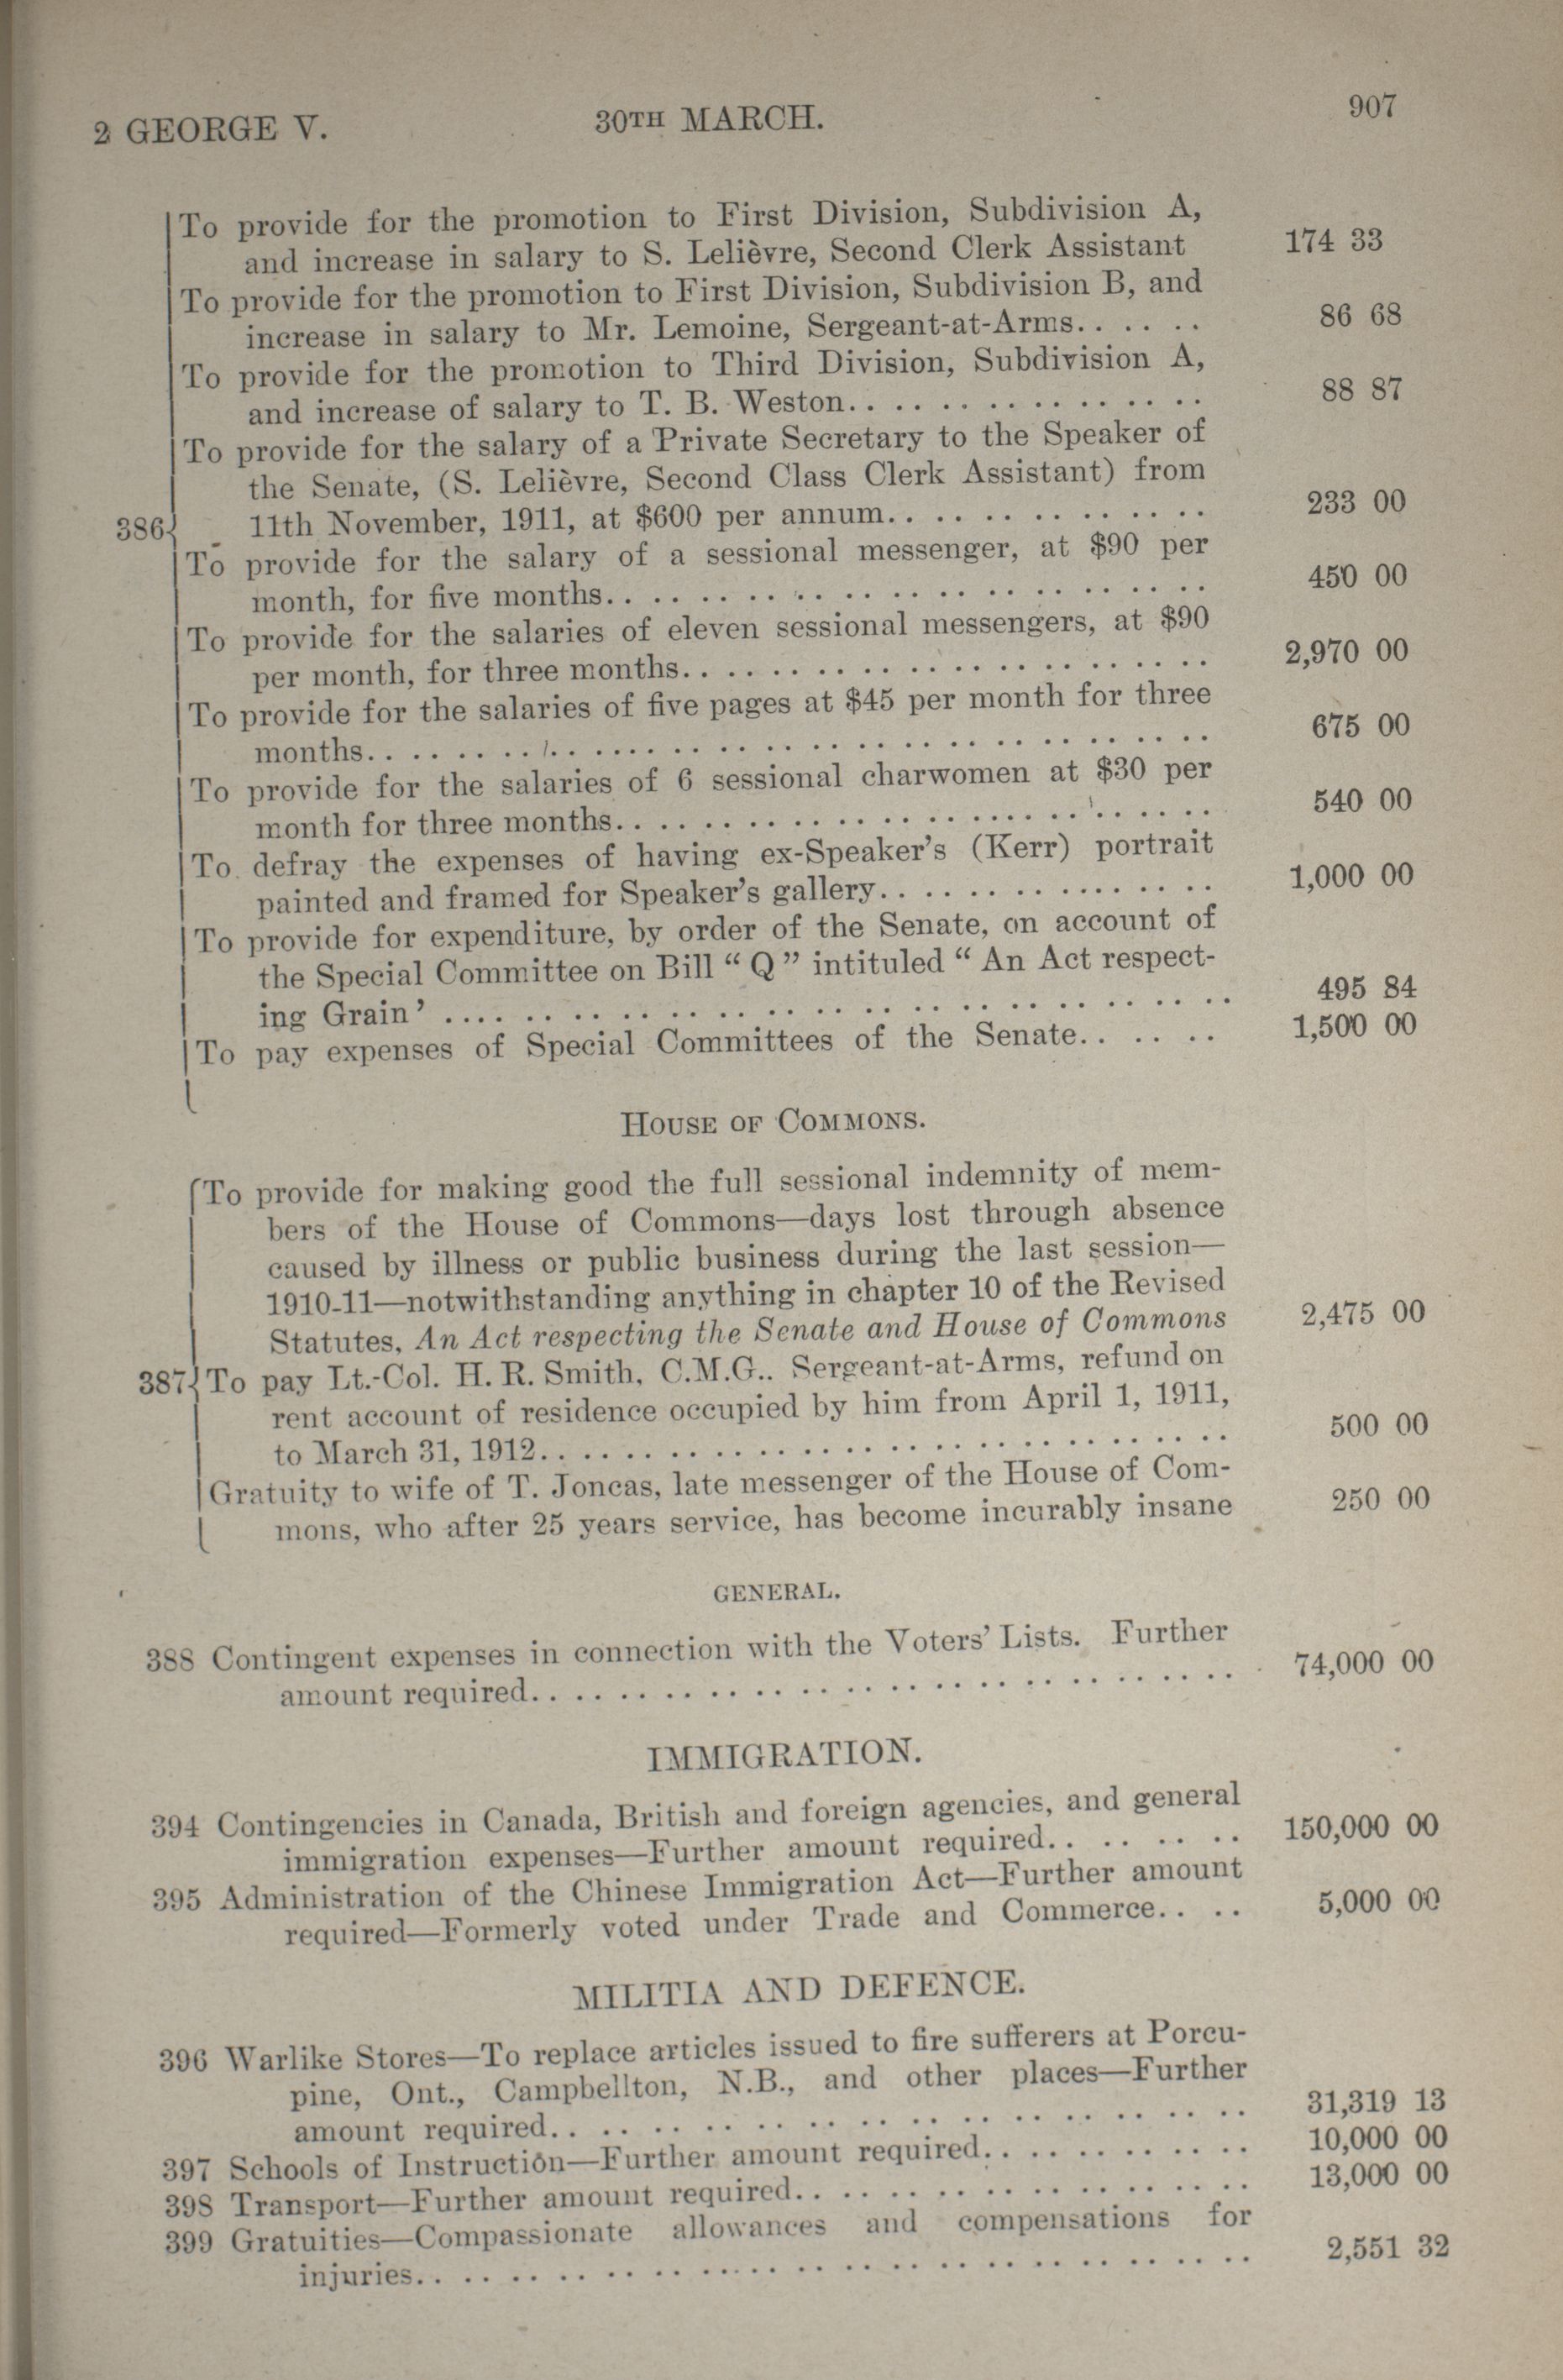 2 GEORGE V. 30TH MARCH. 907
To provide for the promotion to First Division, Subdivision A,
and increase in salary to S. Lelièvre, Second Clerk Assistant 174 33
To provide for the promotion to First Division, Subdivision B, and
increase in salary to Mr. Lemoine, Sergeant-at-Arms. . . . . . 86 68
To provide for the promotion to Third Division, Subdivision A,
and increase of salary to T. B. Weston. . . . . . . . . . . . . . . . 88 87
To provide for the salary of a Private Secretary to the Speaker of
the Senate, (S. Lelièvre, Second Class Clerk Assistant) from
386{ 11th November, 1911, at $600 per annum. . . . . . . . . . . . . . 233 00
To provide for the salary of a sessional messenger, at $90 per
month, for five months. . . . . . . . . . . . . . . . . . . . . . . . . . 450 00
To provide for the salaries of eleven sessional messengers, at $90
per month, for three months. . . . . . . . . . . . . . . . . . . . . . . 2,970 00
To provide for the salaries of five pages at $45 per month for three
months. . . . . . . . . . . . . . . . . . . . . . . . . . . . . . . . . . . . . 675 00
To provide for the salaries of 6 sessional charwomen at $30 per
month for three months. . . . . . . . . . . . . . . . . . . . . . . . . . 540 00
To defray the expenses of having ex-Speaker's (Kerr) portrait
painted and framed for Speaker's gallery. . . . . . . . . . . . . . . 1,000 00
To provide for expenditure, by order of the Senate, on account of
the Special Committee on Bill “ Q ” intituled “ An Act respect-
ing Grain’ . . . . . . . . . . . . . . . . . . . . . . . . . . . . . . . . . . 495 84
To pay expenses of Special Committees of the Senate. . . . . . 1,500 00
HOUSE OF COMMONS.
To provide for making good the full sessional indemnity of mem-
bers of the House of Commons—days lost through absence
caused by illness or public business during the last session—
1910-11—notwithstanding anything in chapter 10 of the Revised
Statutes, An Act respecting the Senate and House of Commons 2,475 00
387{To pay Lt.-Col. H. R. Smith, C.M.G.. Sergeant-at-Arms, refund on
rent account of residence occupied by him from April 1, 1911,
to March 31, 1912. . . . . . . . . . . . . . . . . . . . . . . . . . . . . . 500 00
Gratuity to wife of T. Joncas, late messenger of the House of Com-
mons, who after 25 years service, has become incurably insane 250 00
GENERAL.
388 Contingent expenses in connection with the Voters' Lists. Further
amount required. . . . . . . . . . . . . . . . . . . . . . . . . . . . . . . 74,000 00
IMMIGRATION.
394 Contingencies in Canada, British and foreign agencies, and general
immigration expenses—Further amount required. . . . . . . . 150,000 00
395 Administration of the Chinese Immigration Act—Further amount
required—Formerly voted under Trade and Commerce. . . . 5,000 00
MILITIA AND DEFENCE.
396 Warlike Stores—To replace articles issued to fire sufferers at Porcu-
pine, Ont., Campbellton, N.B., and other places—Further
amount required. . . . . . . . . . . . . . . . . . . . . . . . . . . . 31,319 13
397 Schools of Instruction—Further amount required. . . . . . . . . . . . 10,000 00
398 Transport—Further amount required. . . . . . . . . . . . . . . . . . . . 13,000 00
399 Gratuities—Compassionate allowances and compensations for
injuries. . . . . . . . . . . . . . . . . . . . . . . . . . . . . . . . . . . . 2,551 32